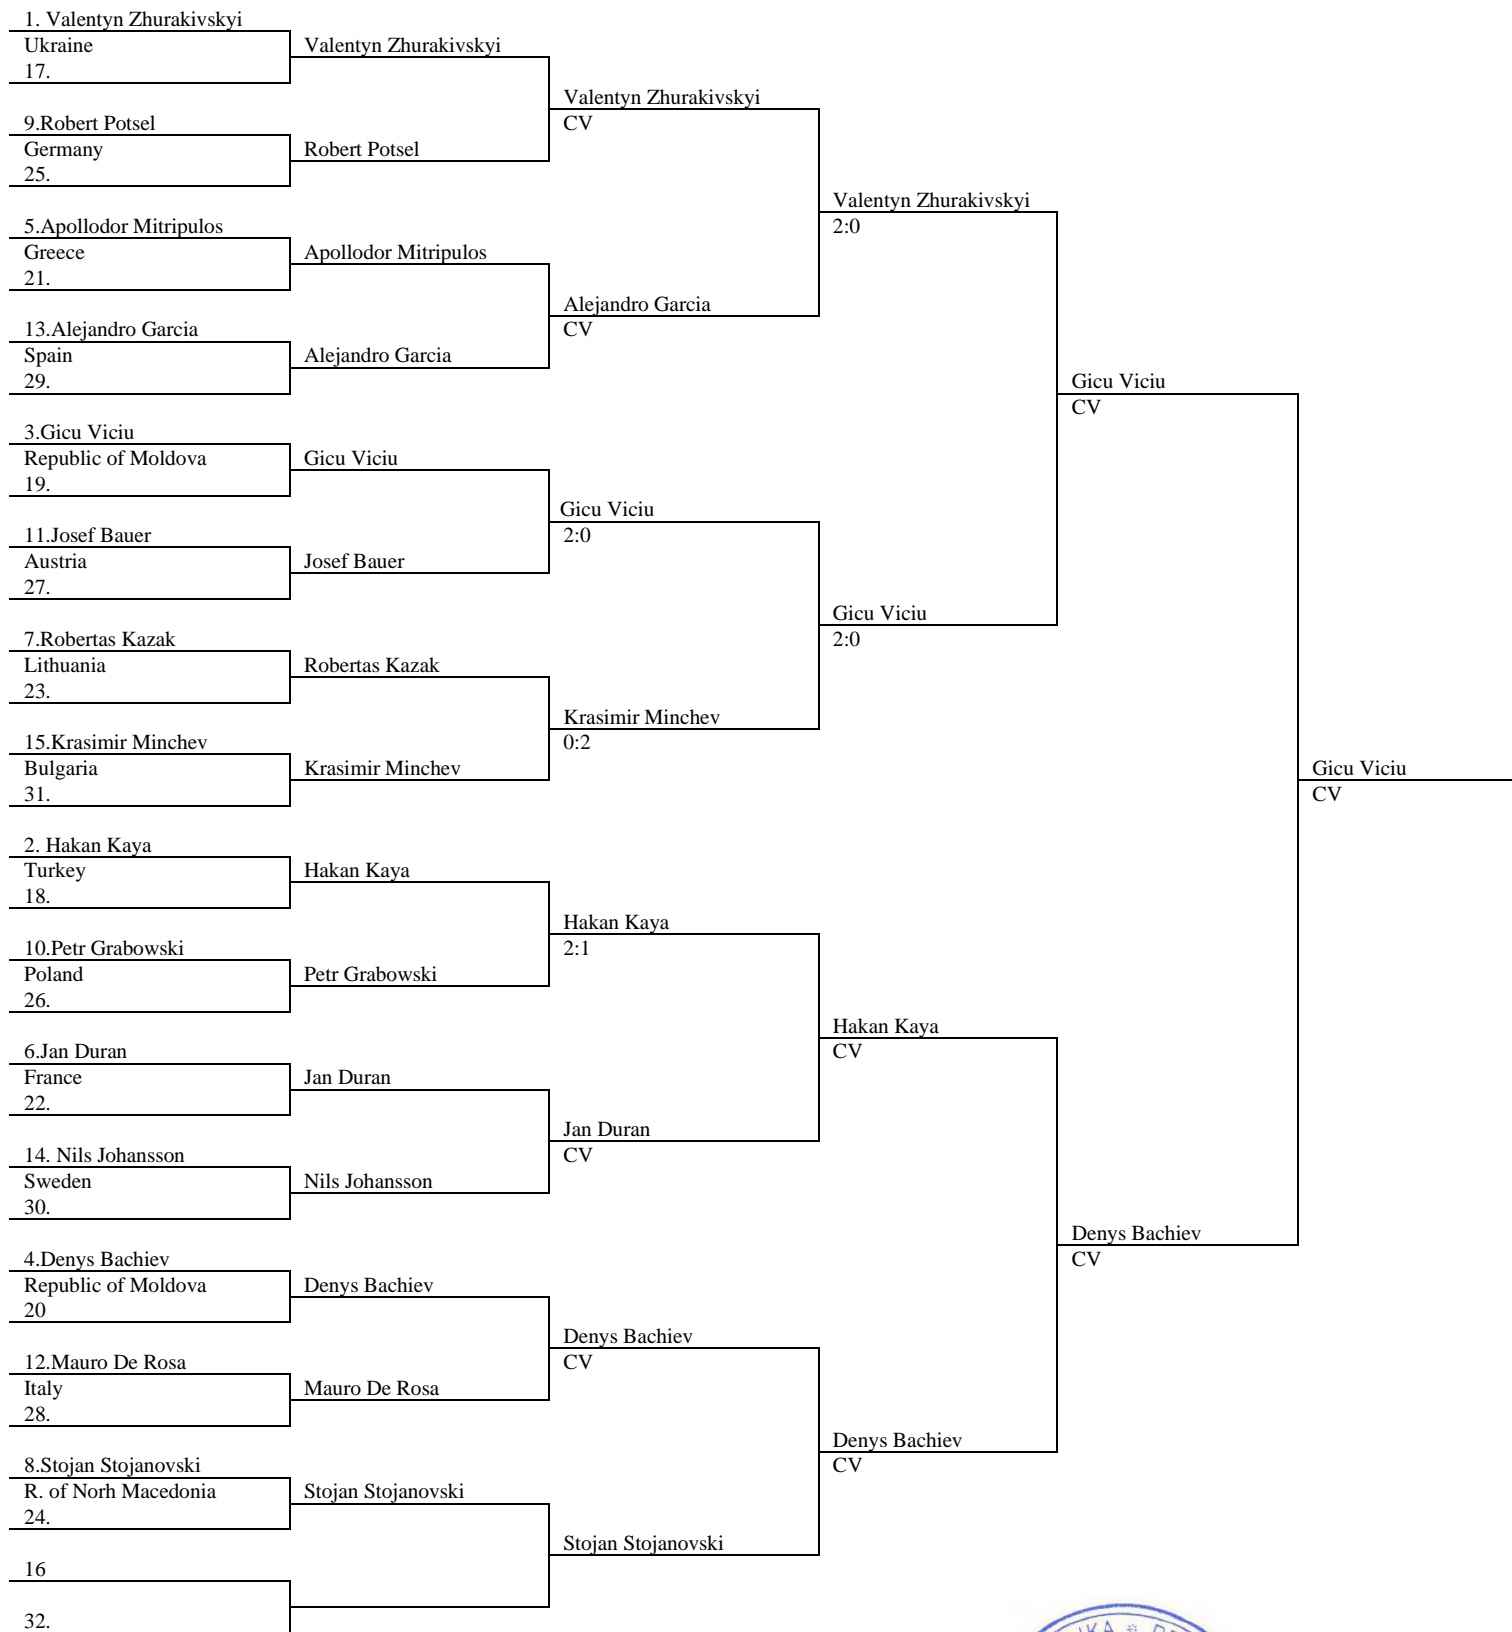 1. Valentyn Zhurakivskyi
Ukraine
17.
9.Robert Potsel
Germany
25.
5.Apollodor Mitripulos
Greece
21.
13.Alejandro Garcia
Spain
29.
3.Gicu Viciu
Republic of Moldova
19.
11.Josef Bauer
Austria
27.
7.Robertas Kazak
Lithuania
23.
15.Krasimir Minchev
Bulgaria
31.
2. Hakan Kaya
Turkey
18.
10.Petr Grabowski
Poland
26.
6.Jan Duran
France
22.
14. Nils Johansson
Sweden
30.
4.Denys Bachiev
Republic of Moldova
20
12.Mauro De Rosa
Italy
28.
8.Stojan Stojanovski
R. of Norh Macedonia
24.
16
32.
Valentyn Zhurakivskyi
Robert Potsel
Apollodor Mitripulos
Alejandro Garcia
Gicu Viciu
Josef Bauer
Robertas Kazak
Krasimir Minchev
Hakan Kaya
Petr Grabowski
Jan Duran
Nils Johansson
Denys Bachiev
Mauro De Rosa
Stojan Stojanovski
Valentyn Zhurakivskyi
CV
Alejandro Garcia
CV
Gicu Viciu
2:0
Krasimir Minchev
0:2
Hakan Kaya
2:1
Jan Duran
CV
Denys Bachiev
CV
Stojan Stojanovski
Valentyn Zhurakivskyi
2:0
Gicu Viciu
2:0
Hakan Kaya
CV
Denys Bachiev
CV
Gicu Viciu
CV
Denys Bachiev
CV
Gicu Viciu
CV